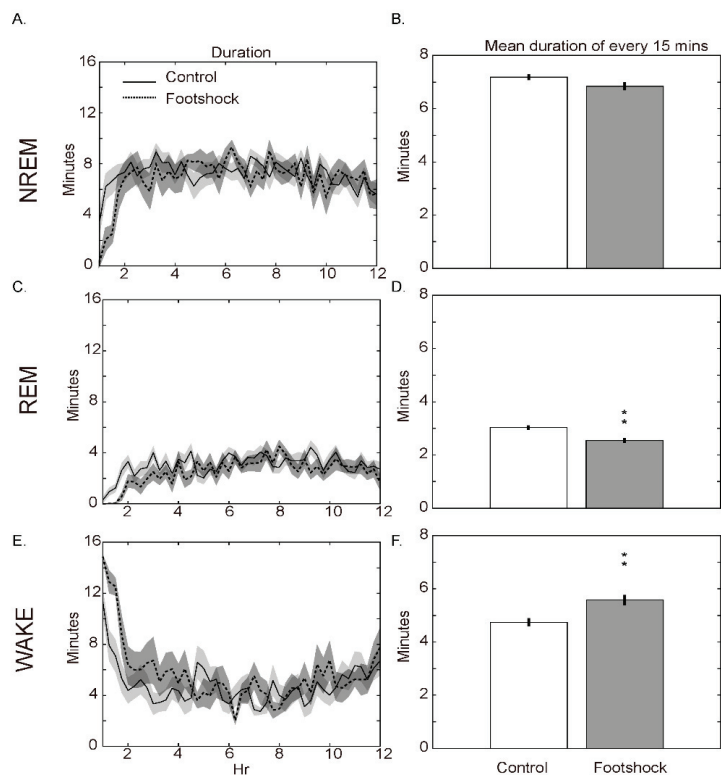 A.
Duration
Control
Footshock
NREM
Minutes
16
12
8
4
0
2 4 6 8 10 12
B.
Mean duration of every 15 mins
Minutes
8
6
4
2
0
C.
REM
Minutes
16
12
8
4
0
2 4 6 8 10 12
D.
Minutes
8
6
4
2
0
*
*
E.
WAKE
Minutes
16
12
8
4
0
2 4 6 8 10 12
Hr
F.
Minutes
8
6
4
2
0
*
*
Control Footshock